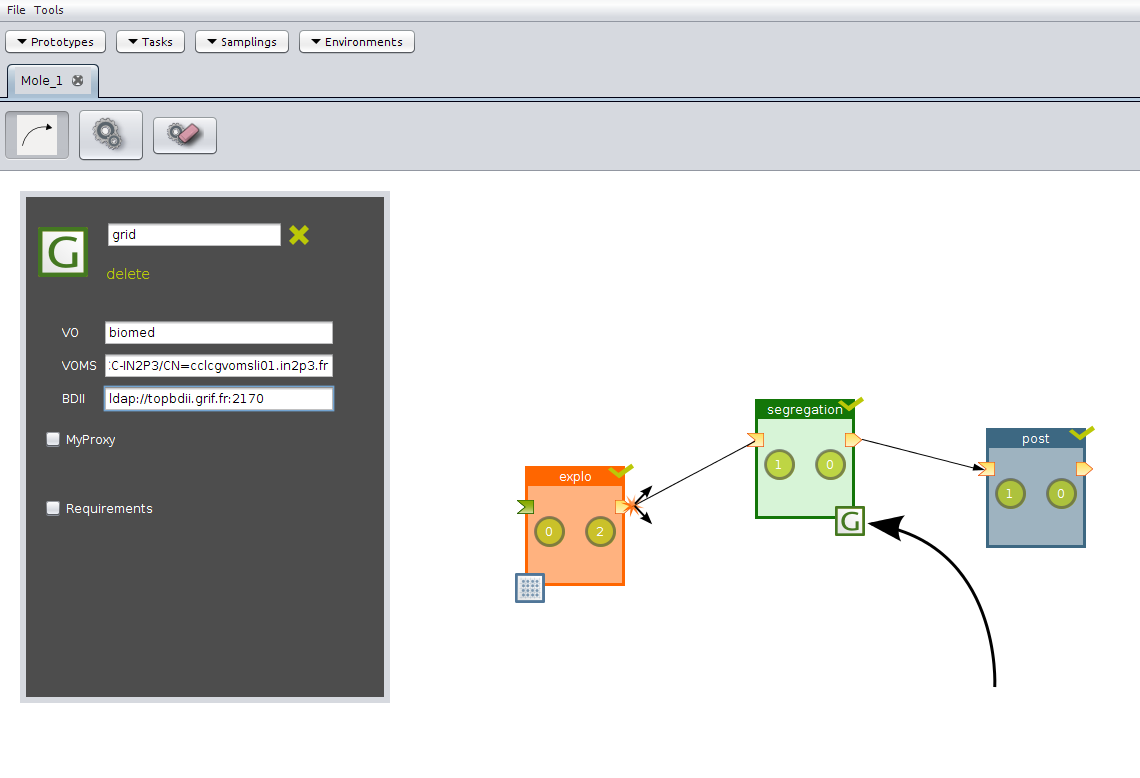 File Tools
Prototypes Tasks Samplings Environments
Mole_1
G grid
delete
VO biomed
VOMS C-IN2P3/CN=cclcgvomsli01.in2p3.fr
BDII ldap://topbdii.grif.fr:2170
MyProxy
Requirements
segregation
1 0
G
post
1 0
explo
0 2